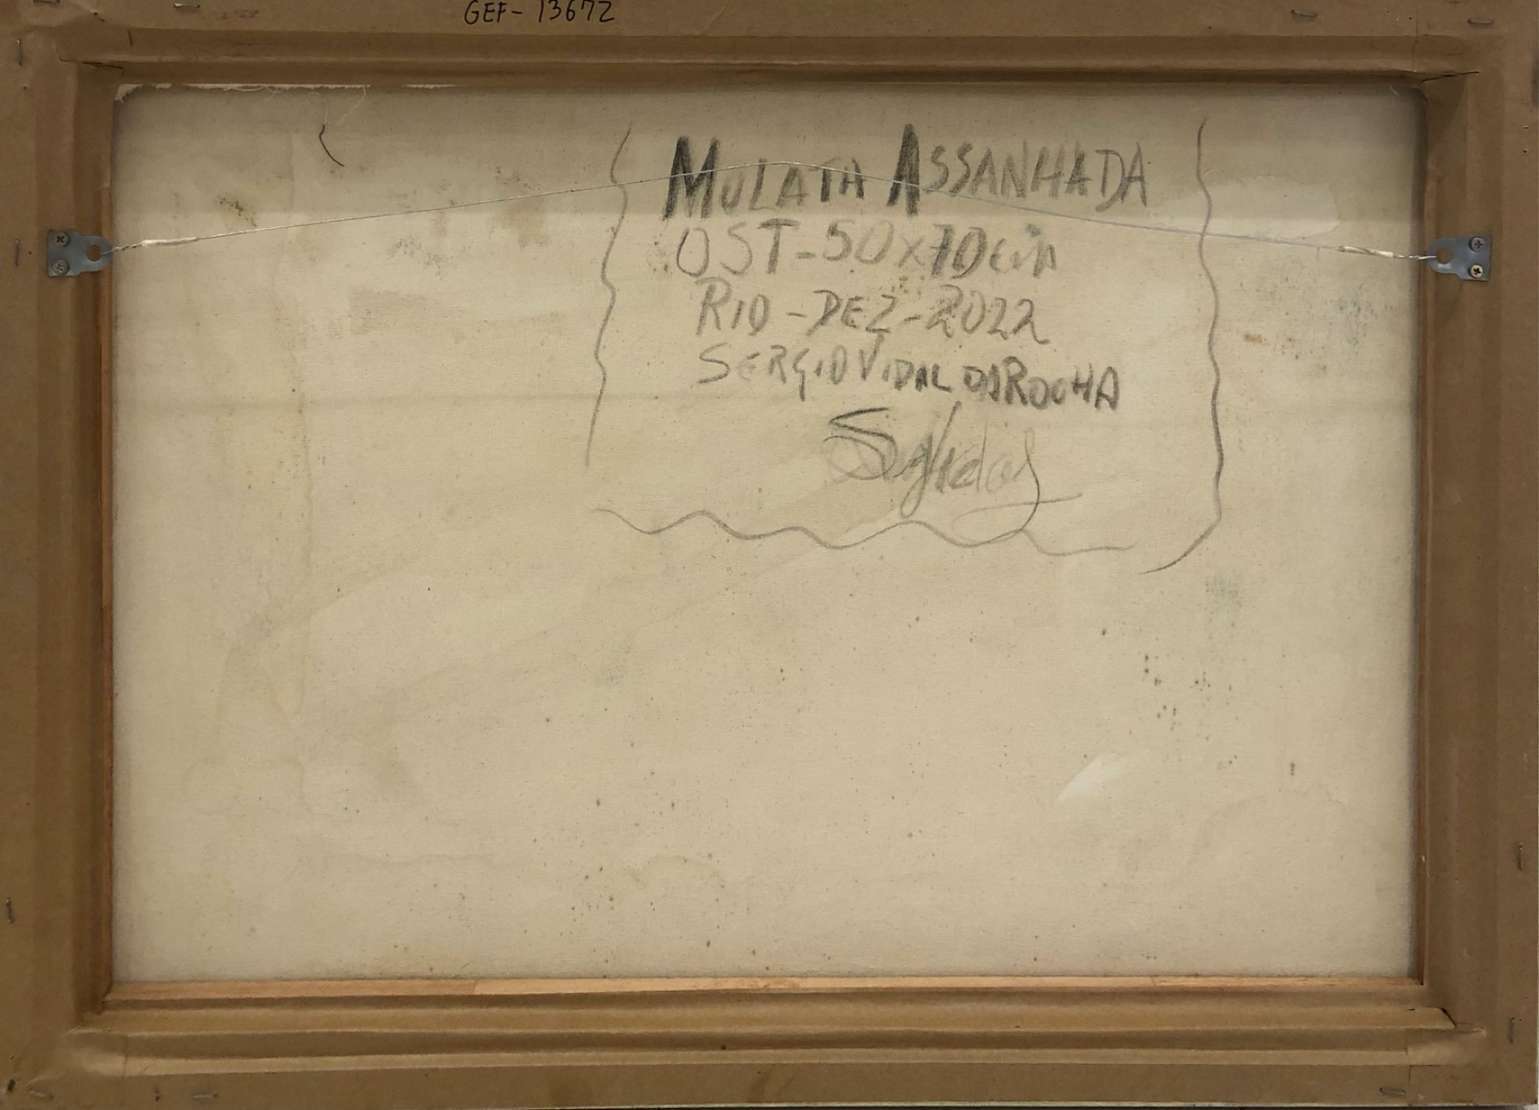 GEF-13672
MULATA ASSANHADA
OST-50x70cm
RIO-DEZ-2022
SERGIO VIDAL DA ROCHA